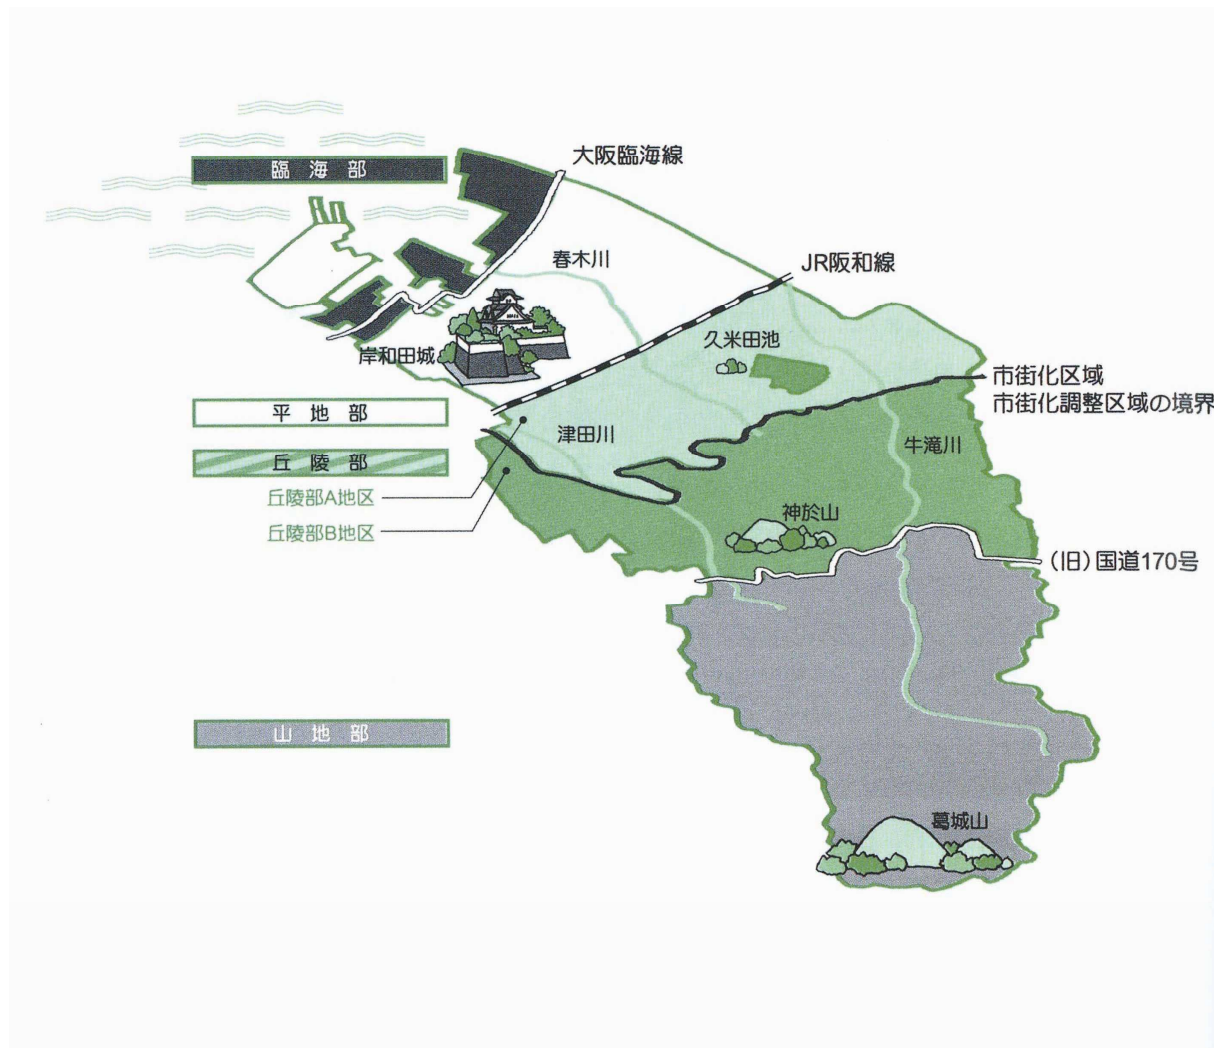 大阪臨海線
臨海部
春木川
JR阪和線
久米田池
岸和田城
市街化区域
市街化調整区域の境界
平地部
津田川
牛滝川
丘陵部
丘陵部A地区
神於山
丘陵部B地区
(旧)国道170号
山地部
葛城山